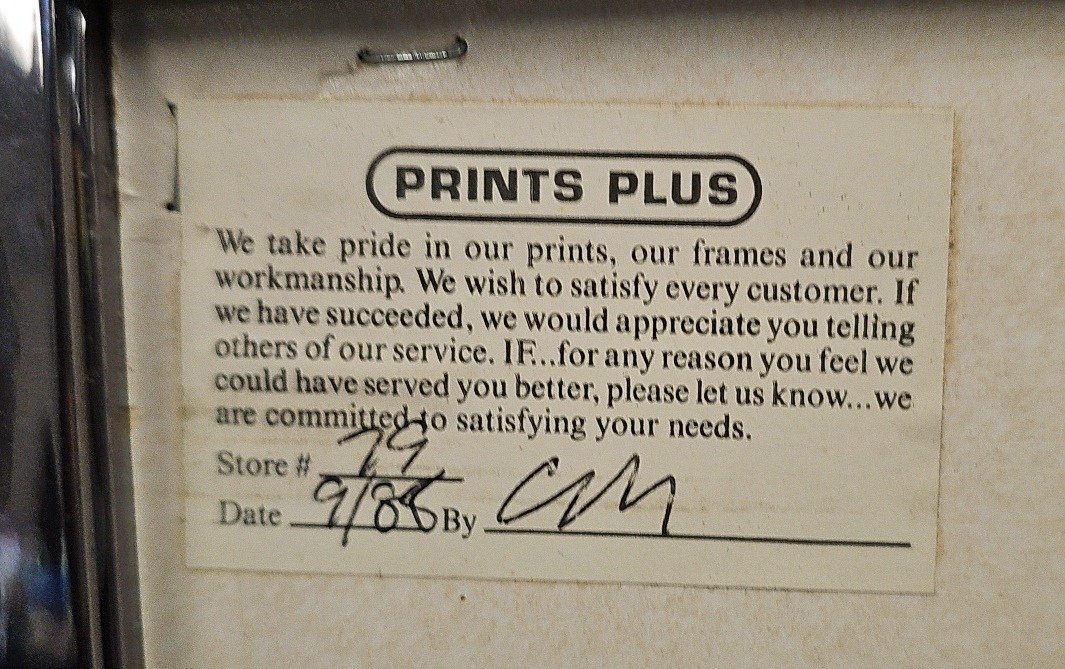 PRINTS PLUS
We take pride in our prints, our frames and our
workmanship. We wish to satisfy every customer. If
we have succeeded, we would appreciate you telling
others of our service. IF...for any reason you feel we
could have served you better, please let us know...we
are committed to satisfying your needs.
Store # 79
Date 9/88 By